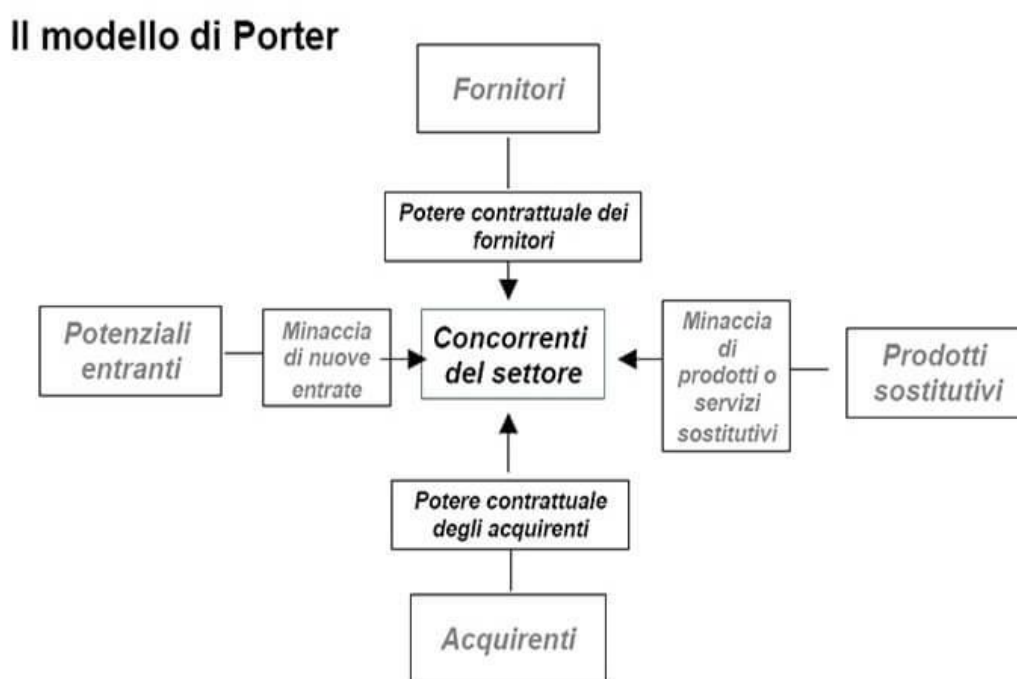 Il modello di Porter
Fornitori
Potere contrattuale dei
fornitori
Potenziali
entranti
Minaccia
di nuove
entrate
Concorrenti
del settore
Minaccia
di
prodotti o
servizi
sostitutivi
Prodotti
sostitutivi
Potere contrattuale
degli acquirenti
Acquirenti